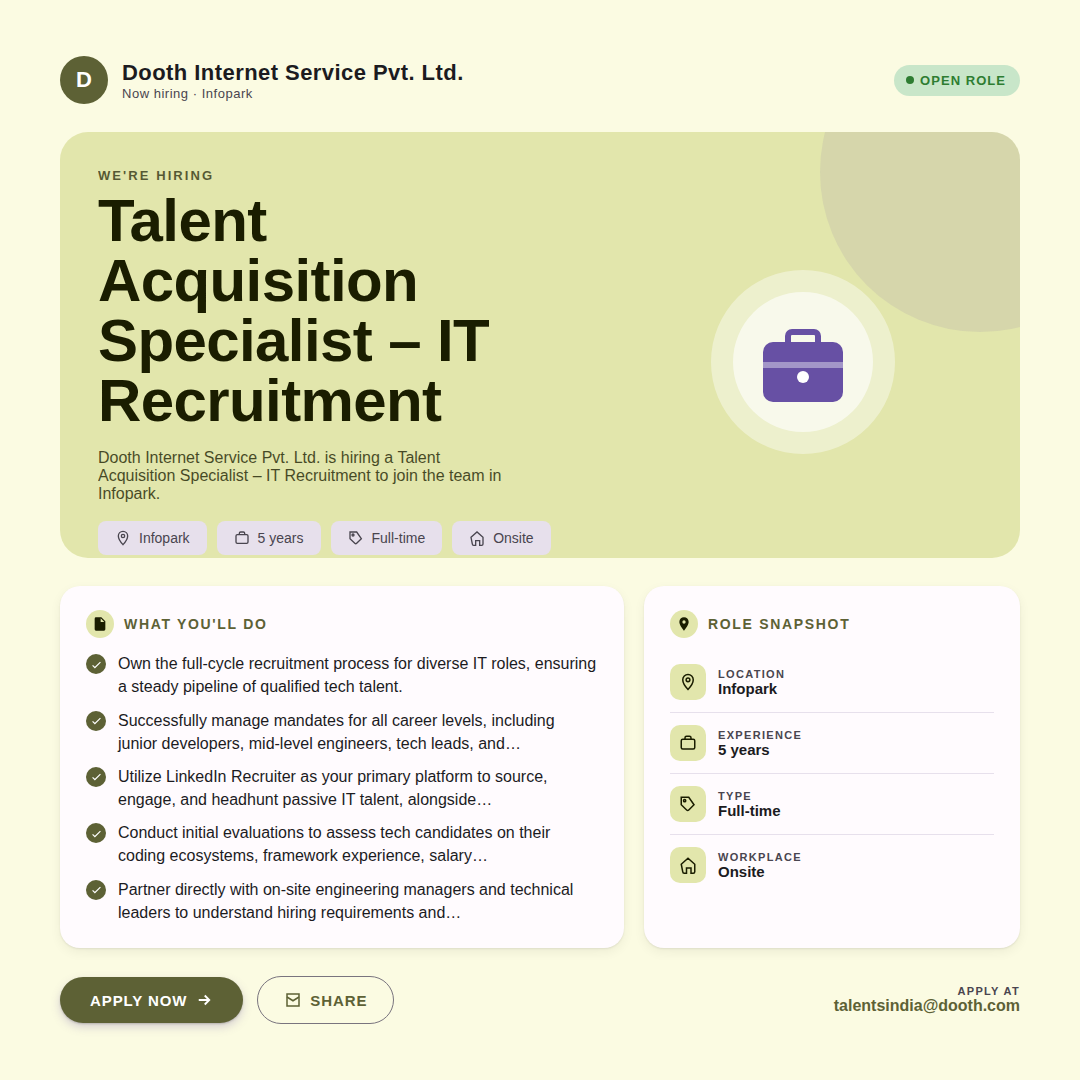 D
Dooth Internet Service Pvt. Ltd.
Now hiring · Infopark
OPEN ROLE
WE'RE HIRING
Talent
Acquisition
Specialist – IT
Recruitment
Dooth Internet Service Pvt. Ltd. is hiring a Talent
Acquisition Specialist – IT Recruitment to join the team in
Infopark.
Infopark
5 years
Full-time
Onsite
WHAT YOU'LL DO
Own the full-cycle recruitment process for diverse IT roles, ensuring
a steady pipeline of qualified tech talent.
Successfully manage mandates for all career levels, including
junior developers, mid-level engineers, tech leads, and…
Utilize LinkedIn Recruiter as your primary platform to source,
engage, and headhunt passive IT talent, alongside…
Conduct initial evaluations to assess tech candidates on their
coding ecosystems, framework experience, salary…
Partner directly with on-site engineering managers and technical
leaders to understand hiring requirements and…
ROLE SNAPSHOT
LOCATION
Infopark
EXPERIENCE
5 years
TYPE
Full-time
WORKPLACE
Onsite
APPLY NOW
SHARE
APPLY AT
talentsindia@dooth.com